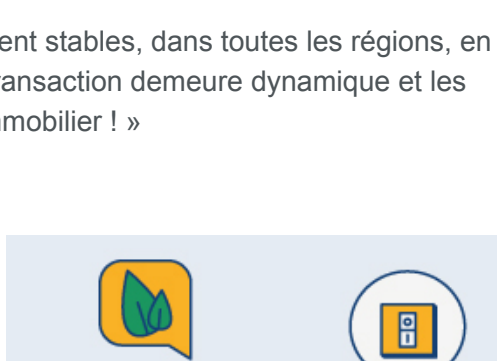 ent stables, dans toutes les régions, en
ransaction demeure dynamique et les
mobilier ! »